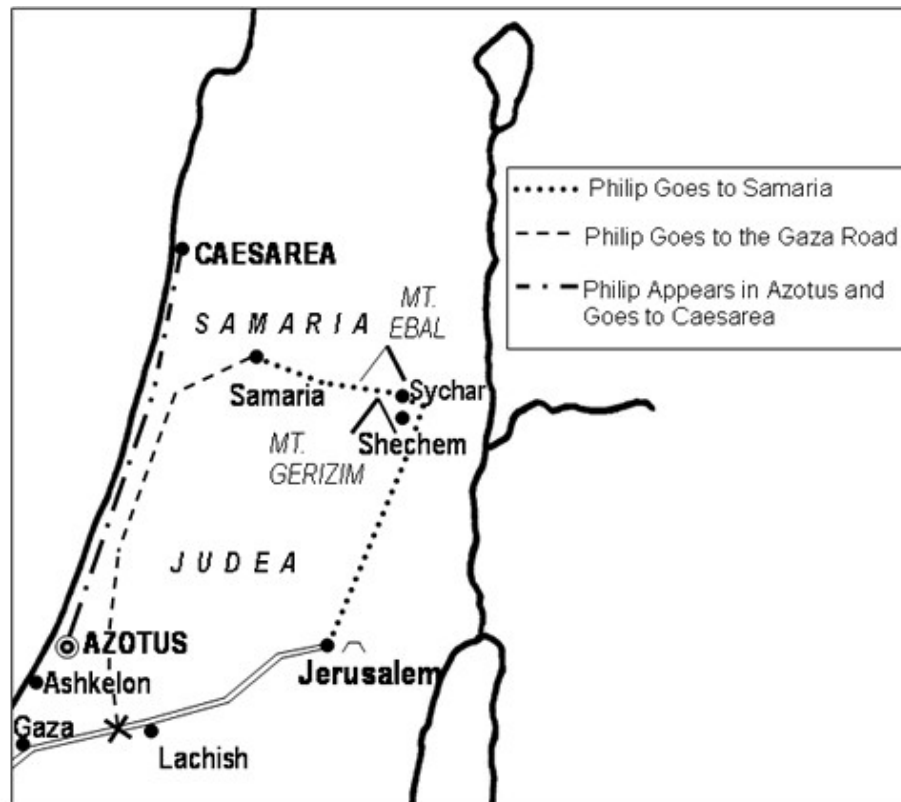 Philip Goes to Samaria
Philip Goes to the Gaza Road
Philip Appears in Azotus and
Goes to Caesarea
CAESAREA
SAMARIA
MT.
EBAL
Samaria
Sychar
Shechem
MT.
GERIZIM
JUDEA
AZOTUS
Jerusalem
Ashkelon
Gaza
Lachish